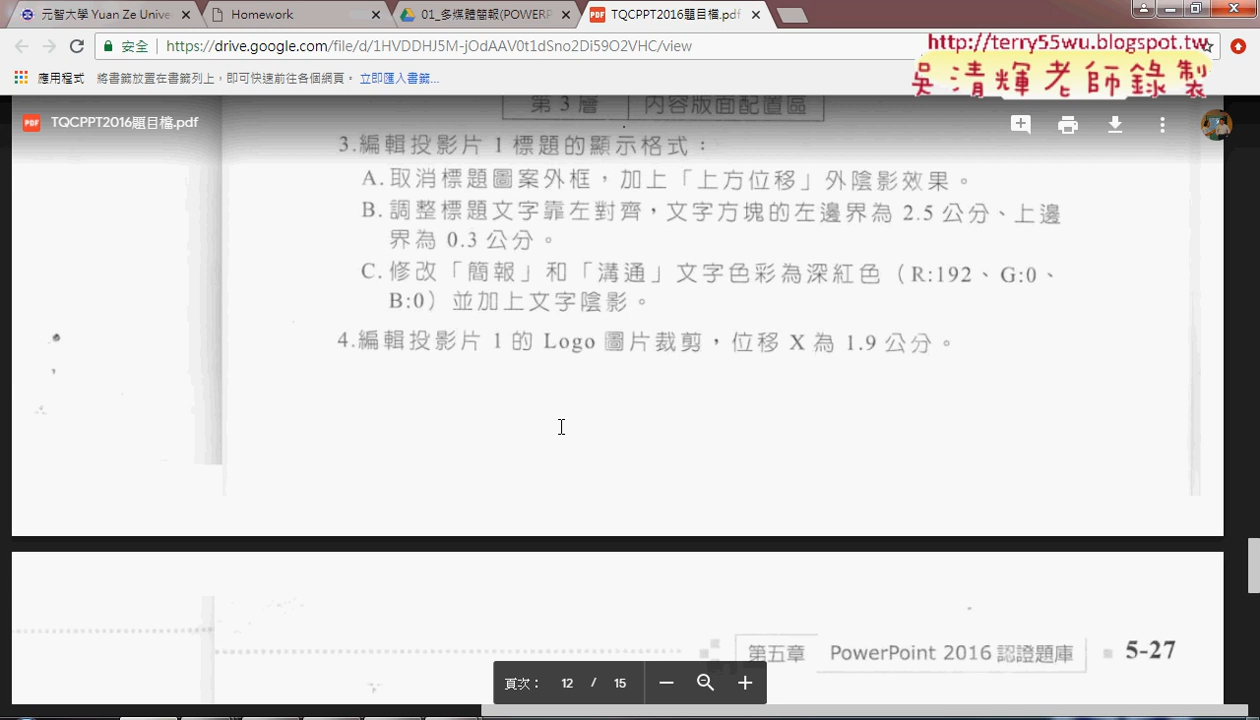 元智大學 Yuan Ze Unive
Homework
01_多媒體簡報(POWERP
TQCPPT2016題目檔.pdf
安全
https://drive.google.com/file/d/1HVDDHJ5M-jOdAAV0t1dSno2Di59O2VHC/view
http://terry55wu.blogspot.tw
應用程式
將書籤放置在書籤列上，即可快速前往各個網頁。
立即匯入書籤...
吳清輝老師錄製
第 3 層 內容版面配置區
TQCPPT2016題目檔.pdf
3.編輯投影片 1 標題的顯示格式：
A.取消標題圖案外框，加上「上方位移」外陰影效果。
B.調整標題文字靠左對齊，文字方塊的左邊界為 2.5 公分、上邊
界為 0.3 公分。
C.修改「簡報」和「溝通」文字色彩為深紅色（R:192、G:0、
B:0）並加上文字陰影。
4.編輯投影片 1 的 Logo 圖片裁剪，位移 X 為 1.9 公分。
第五章 PowerPoint 2016 認證題庫 5-27
頁次： 12 / 15